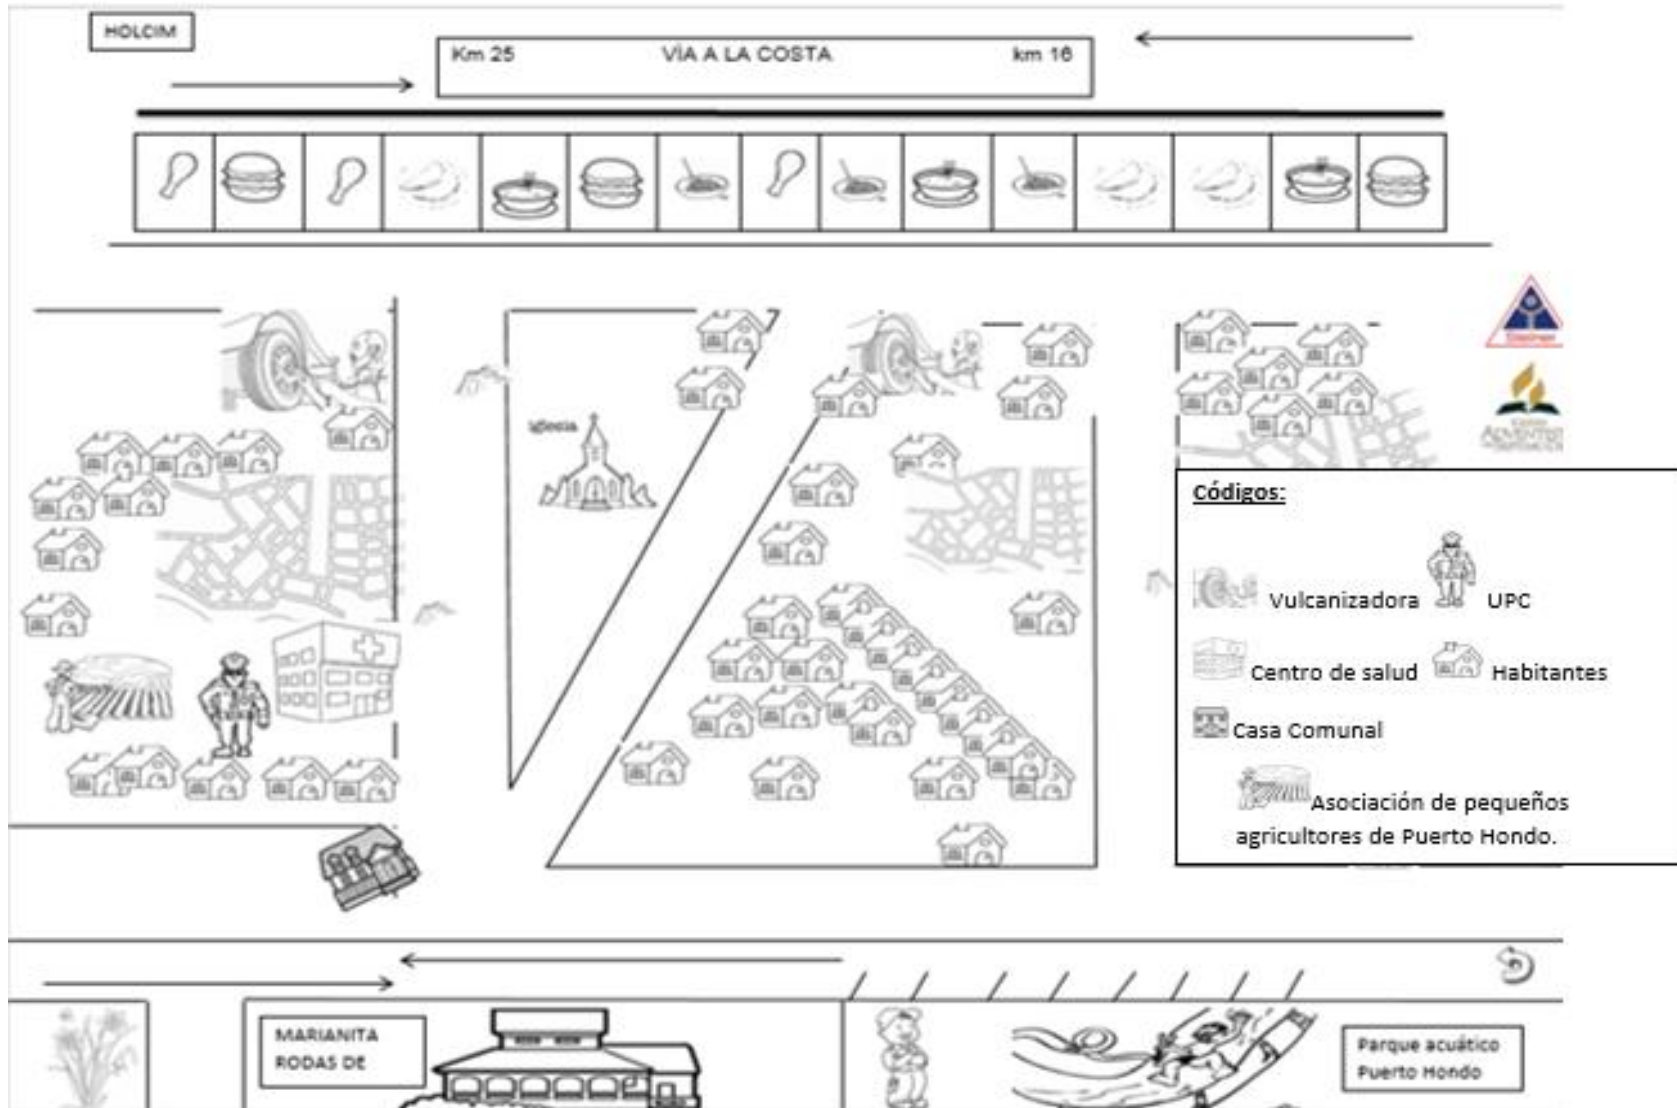 HOLCIM
Km 25 VÍA A LA COSTA km 16
Iglesia
Códigos:
Vulcanizadora UPC
Centro de salud Habitantes
Casa Comunal
Asociación de pequeños
agricultores de Puerto Hondo.
MARIANITA
RODAS DE
Parque acuático
Puerto Hondo